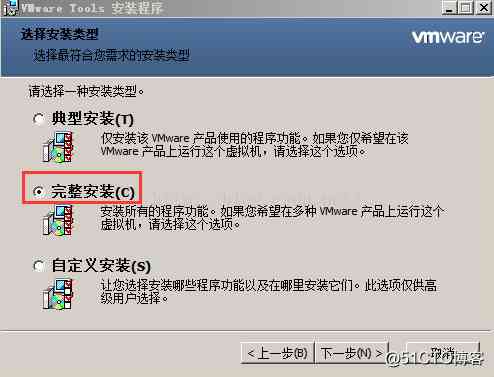 VMware Tools 安装程序
选择安装类型
选择最符合您需求的安装类型
vmware
请选择一种安装类型。
典型安装(T)
仅安装该 VMware 产品使用的程序功能。如果您仅希望在该
VMware 产品上运行这个虚拟机，请选择这个选项。
完整安装(C)
安装所有的程序功能。如果您希望在多种 VMware 产品上运行这个
虚拟机，请选择这个选项。
自定义安装(S)
让您选择安装哪些程序功能以及在哪里安装它们。此选项仅供高
级用户选择。
< 上一步(B) 下一步(N) > 取消
@51CTO博客